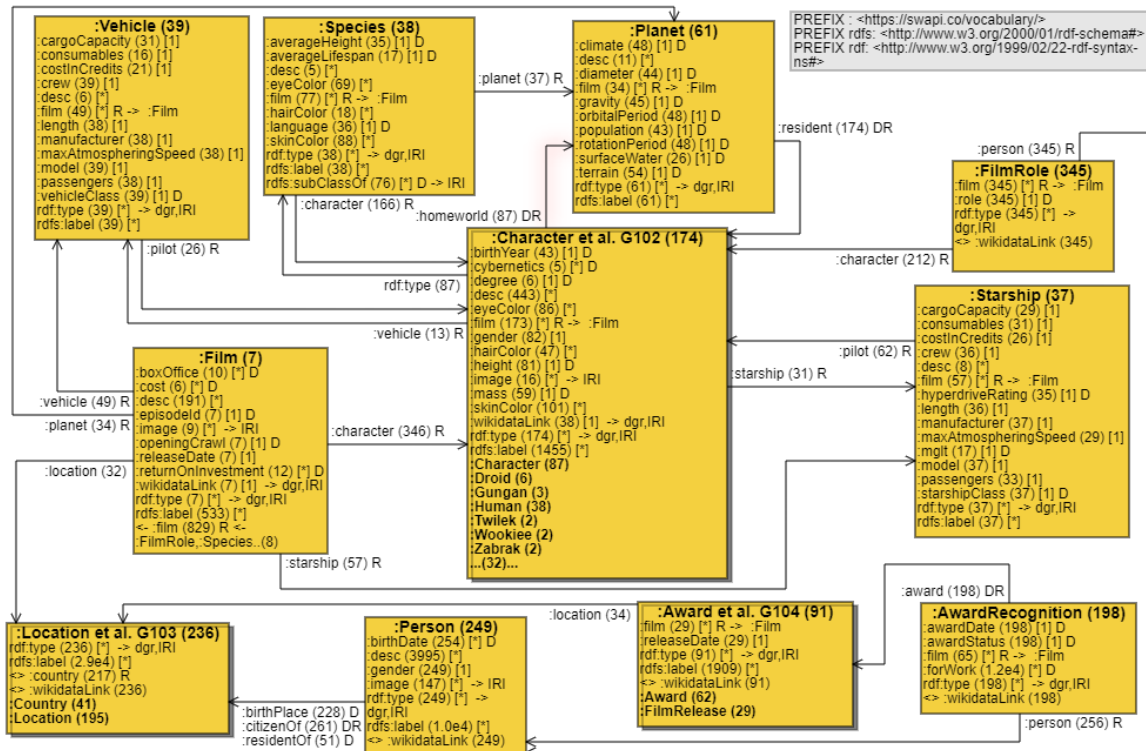 :Vehicle (39)
:cargoCapacity (31) [1]
:consumables (16) [1]
:costInCredits (21) [1]
:crew (39) [1]
:desc (6) [*]
:film (49) [*] R -> :Film
:length (38) [1]
:manufacturer (38) [1]
:maxAtmospheringSpeed (38) [1]
:model (39) [1]
:passengers (38) [1]
:vehicleClass (39) [1] D
rdf:type (39) [*] -> dgr,IRI
rdfs:label (39) [*]
:Species (38)
:averageHeight (35) [1] D
:averageLifespan (17) [1] D
:desc (5) [*]
:eyeColor (69) [*]
:film (77) [*] R -> :Film
:hairColor (18) [*]
:language (36) [1] D
:skinColor (88) [*]
rdf:type (38) [*] -> dgr,IRI
rdfs:label (38) [*]
rdfs:subClassOf (76) [*] D -> IRI
:planet (37) R
:Planet (61)
:climate (48) [1] D
:desc (11) [*]
:diameter (44) [1] D
:film (34) [*] R -> :Film
:gravity (45) [1] D
:orbitalPeriod (48) [1] D
:population (43) [1] D
:rotationPeriod (48) [1] D
:surfaceWater (26) [1] D
:terrain (54) [1] D
rdf:type (61) [*] -> dgr,IRI
rdfs:label (61) [*]
PREFIX : <https://swapi.co/vocabulary/>
PREFIX rdfs: <http://www.w3.org/2000/01/rdf-schema#>
PREFIX rdf: <http://www.w3.org/1999/02/22-rdf-syntax-
ns#>
:resident (174) DR
:person (345) R
:FilmRole (345)
:film (345) [*] R -> :Film
:role (345) [1] D
rdf:type (345) [*] ->
dgr,IRI
<> :wikidataLink (345)
:character (166) R
:homeworld (87) DR
:pilot (26) R
rdf:type (87)
:vehicle (13) R
:character (212) R
:Character et al. G102 (174)
:birthYear (43) [1] D
:cybernetics (5) [*] D
:degree (6) [1] D
:desc (443) [*]
:eyeColor (86) [*]
:film (173) [*] R -> :Film
:gender (82) [1]
:hairColor (47) [*]
:height (81) [1] D
:image (16) [*] -> IRI
:mass (59) [1] D
:skinColor (101) [*]
:wikidataLink (38) [1] -> dgr,IRI
rdf:type (174) [*] -> dgr,IRI
rdfs:label (1455) [*]
:Character (87)
:Droid (6)
:Gungan (3)
:Human (38)
:Twilek (2)
:Wookiee (2)
:Zabrak (2)
...(32)...
:pilot (62) R
:starship (31) R
:Starship (37)
:cargoCapacity (29) [1]
:consumables (31) [1]
:costInCredits (26) [1]
:crew (36) [1]
:desc (8) [*]
:film (57) [*] R -> :Film
:hyperdriveRating (35) [1] D
:length (36) [1]
:manufacturer (37) [1]
:maxAtmospheringSpeed (29) [1]
:mglt (17) [1] D
:model (37) [1]
:passengers (33) [1]
:starshipClass (37) [1] D
rdf:type (37) [*] -> dgr,IRI
rdfs:label (37) [*]
:Film (7)
:boxOffice (10) [*] D
:cost (6) [*] D
:desc (191) [*]
:episodeId (7) [1] D
:image (9) [*] -> IRI
:openingCrawl (7) [1] D
:releaseDate (7) [1]
:returnOnInvestment (12) [*] D
:wikidataLink (7) [1] -> dgr,IRI
rdf:type (7) [*] -> dgr,IRI
rdfs:label (533) [*]
<- :film (829) R <-
:FilmRole,:Species..(8)
:vehicle (49) R
:planet (34) R
:location (32)
:character (346) R
:starship (57) R
:Location et al. G103 (236)
rdf:type (236) [*] -> dgr,IRI
rdfs:label (2.9e4) [*]
<> :country (217) R
<> :wikidataLink (236)
:Country (41)
:Location (195)
:birthPlace (228) D
:citizenOf (261) DR
:residentOf (51) D
:Person (249)
:birthDate (254) [*] D
:desc (3995) [*]
:gender (249) [1]
:image (147) [*] -> IRI
rdf:type (249) [*] ->
dgr,IRI
rdfs:label (1.0e4) [*]
<> :wikidataLink (249)
:location (34)
:Award et al. G104 (91)
:film (29) [*] R -> :Film
:releaseDate (29) [1]
rdf:type (91) [*] -> dgr,IRI
rdfs:label (1909) [*]
<> :wikidataLink (91)
:Award (62)
:FilmRelease (29)
:award (198) DR
:AwardRecognition (198)
:awardDate (198) [1] D
:awardStatus (198) [1] D
:film (65) [*] R -> :Film
:forWork (1.2e4) [*] D
rdf:type (198) [*] -> dgr,IRI
<> :wikidataLink (198)
:person (256) R